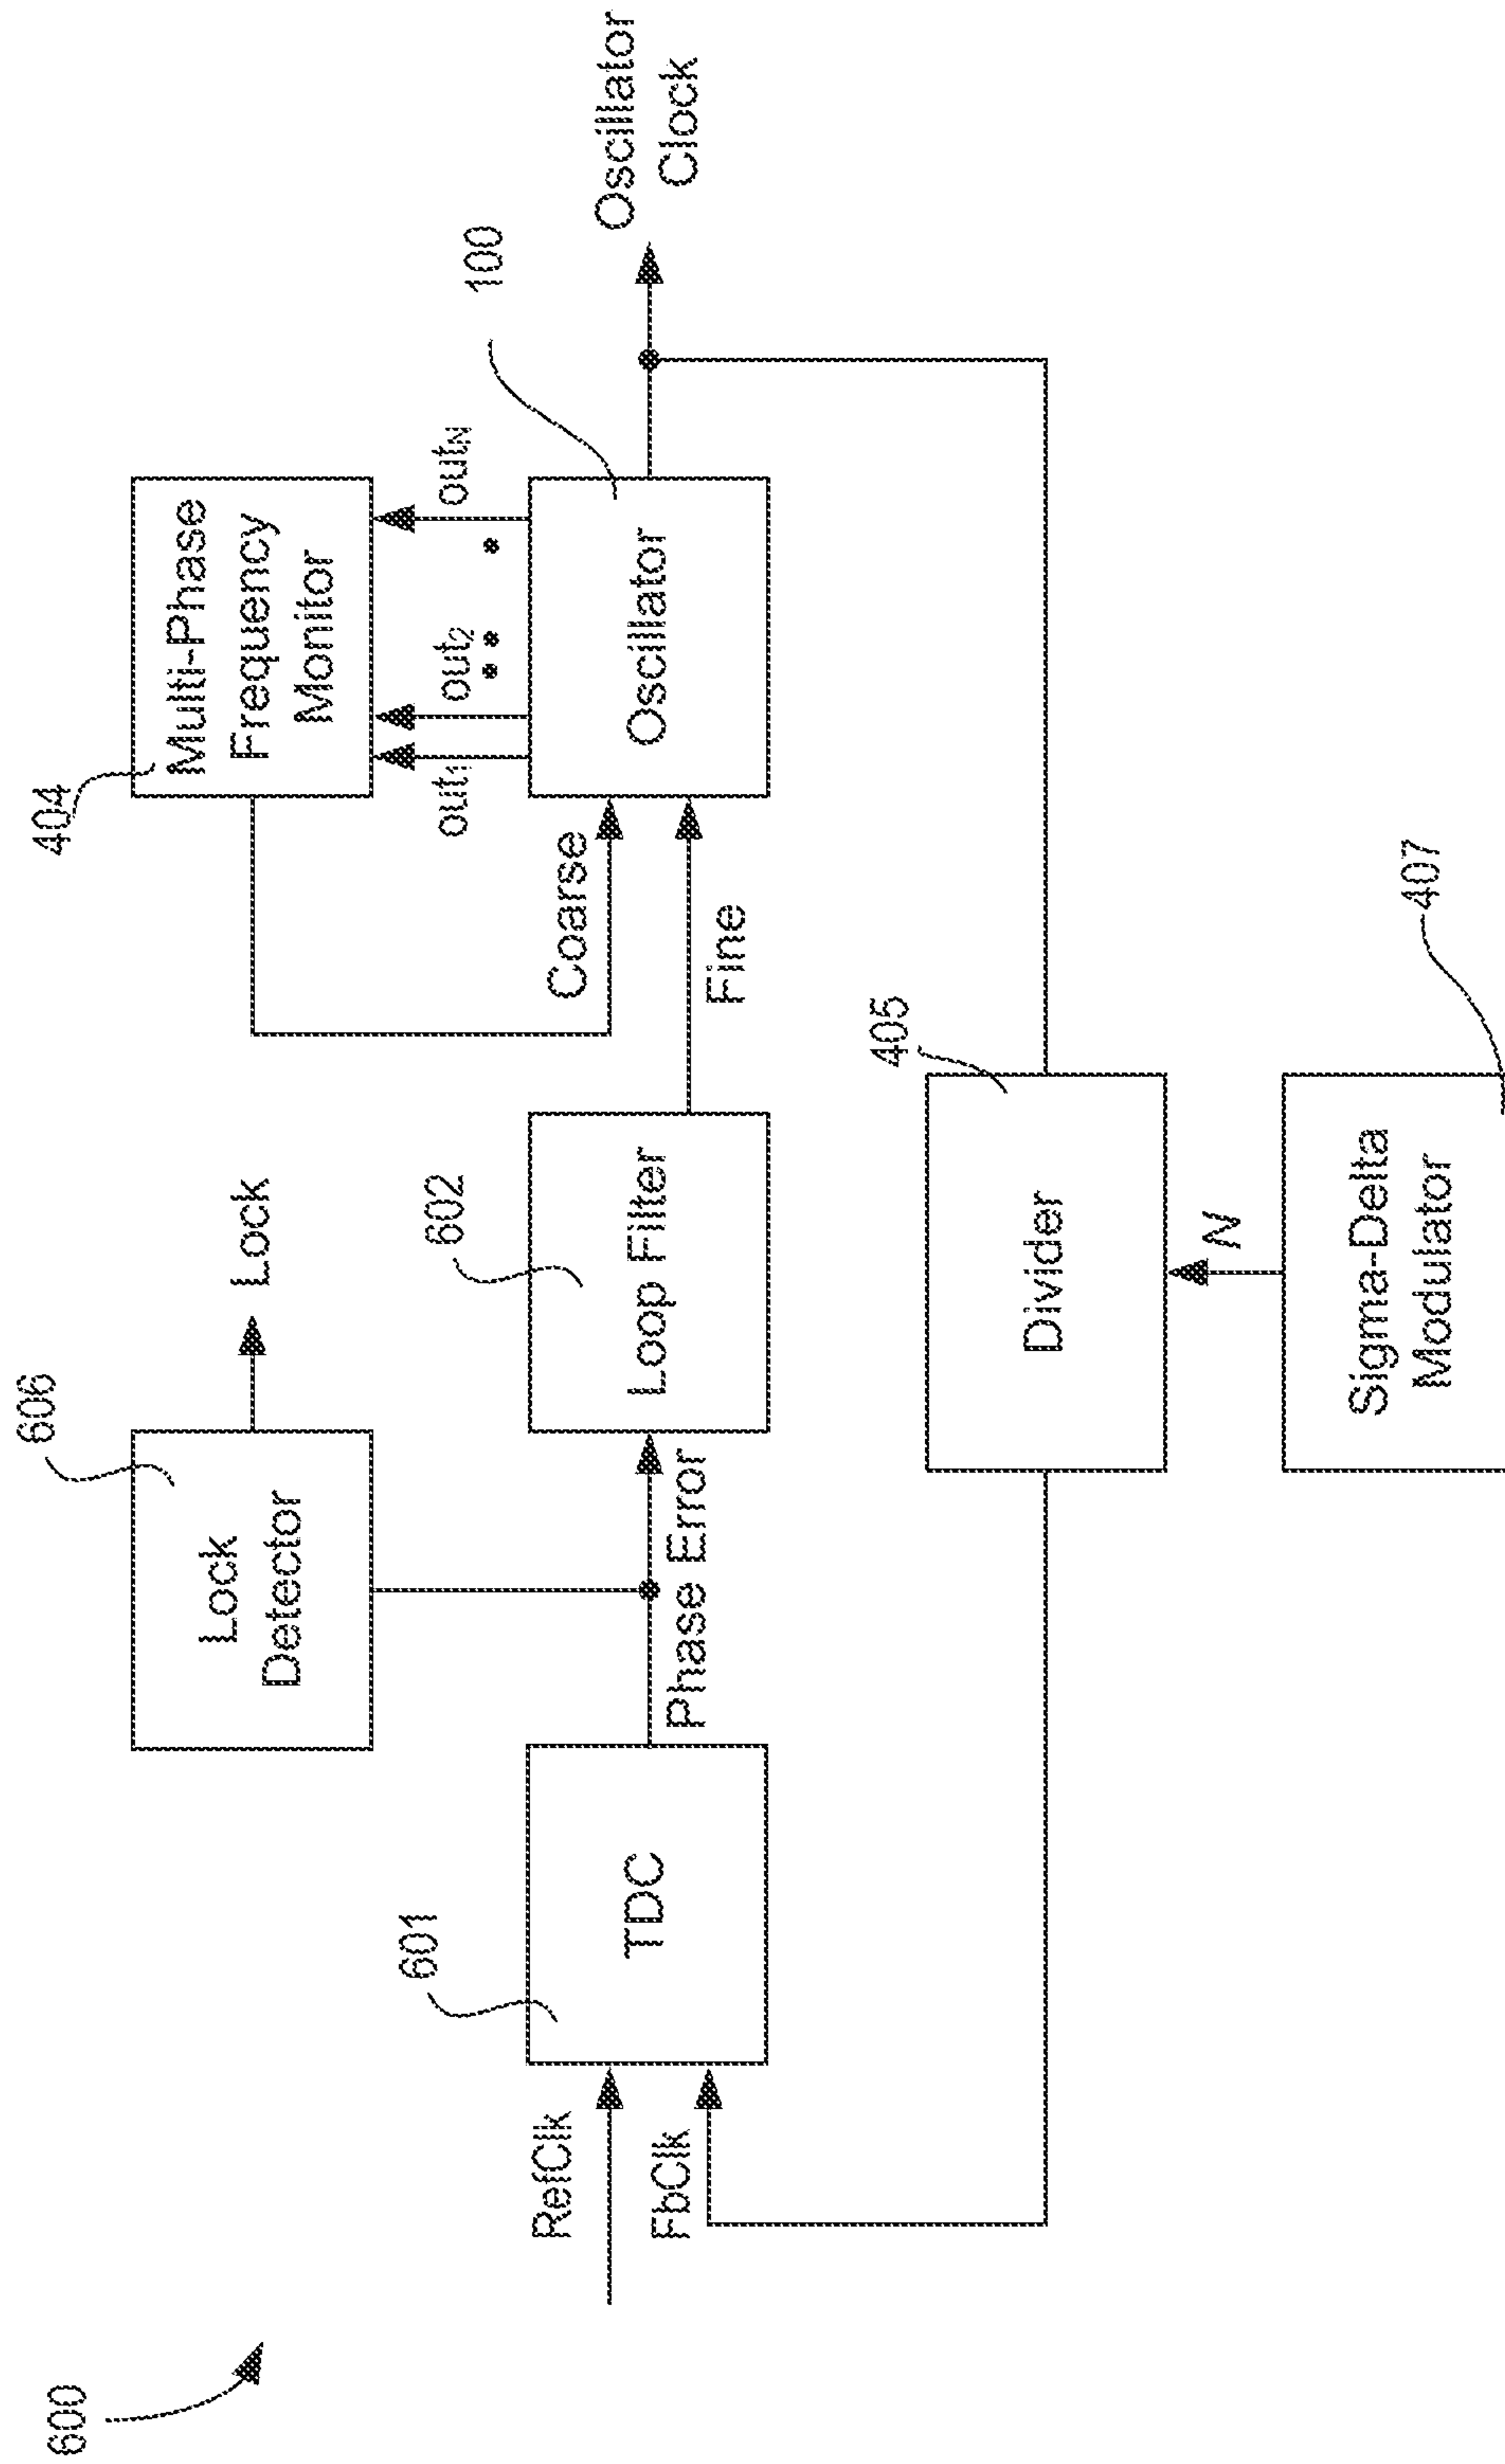 600
606
Lock
Detector
Lock
404
Multi-Phase
Frequency
Monitor
out1
out2
outN
601
RefClk
FbClk
TDC
Phase Error
602
Loop Filter
Coarse
Fine
Oscillator
100
Oscillator
Clock
405
Divider
N
Sigma-Delta
Modulator
407